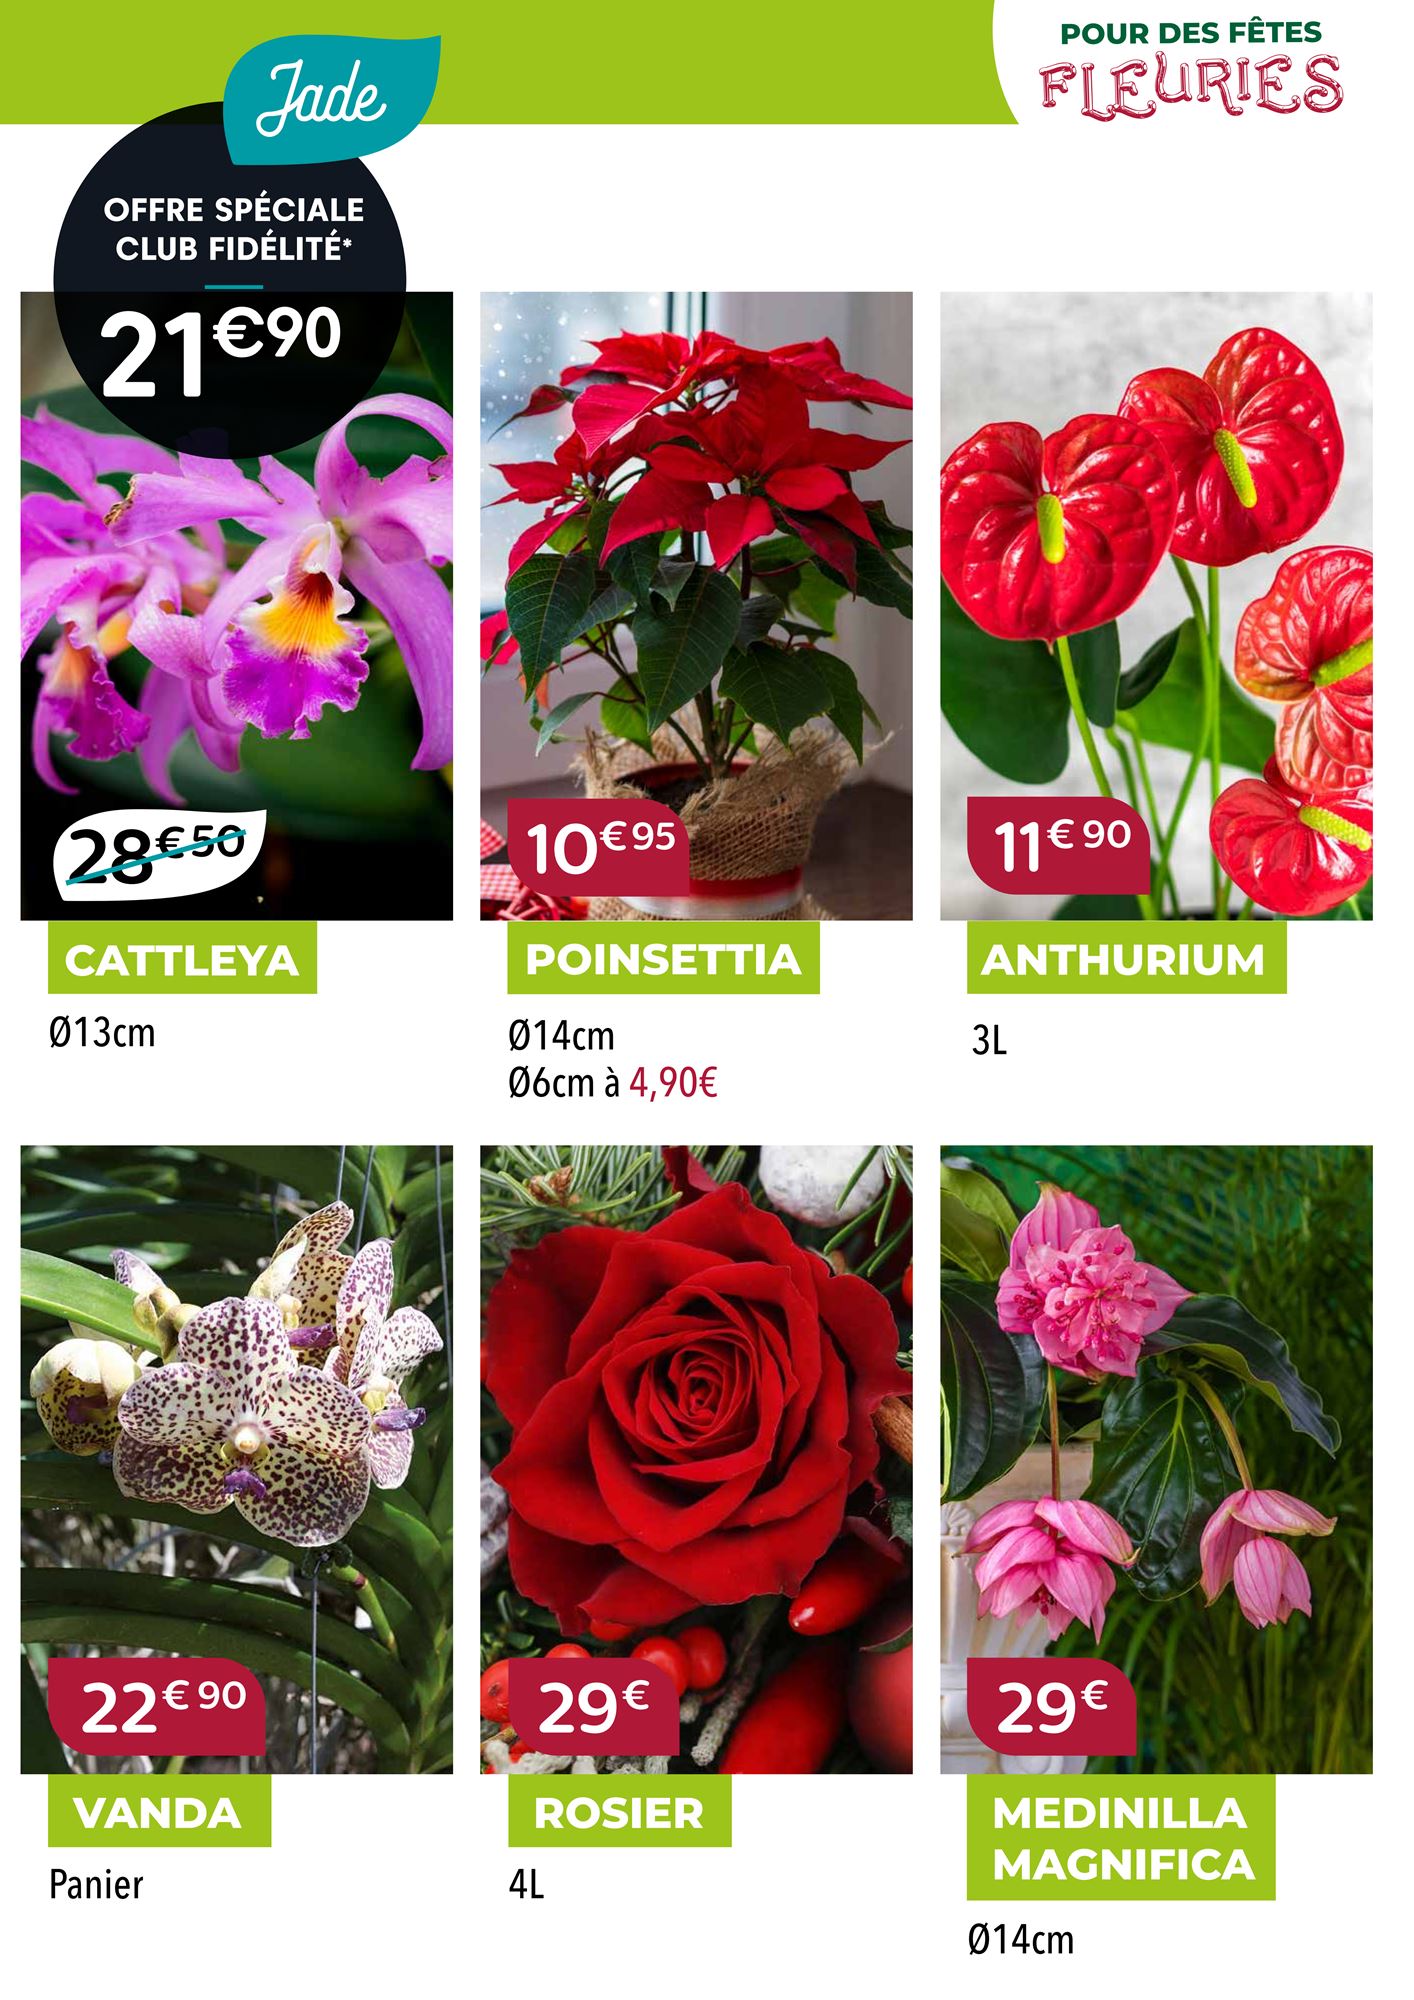 Jade
POUR DES FÊTES
FLEURIES
OFFRE SPÉCIALE
CLUB FIDÉLITÉ*
21€90
28€50
CATTLEYA
Ø13cm
10€95
POINSETTIA
Ø14cm
Ø6cm à 4,90€
11€90
ANTHURIUM
3L
22€90
VANDA
Panier
29€
ROSIER
4L
29€
MEDINILLA
MAGNIFICA
Ø14cm